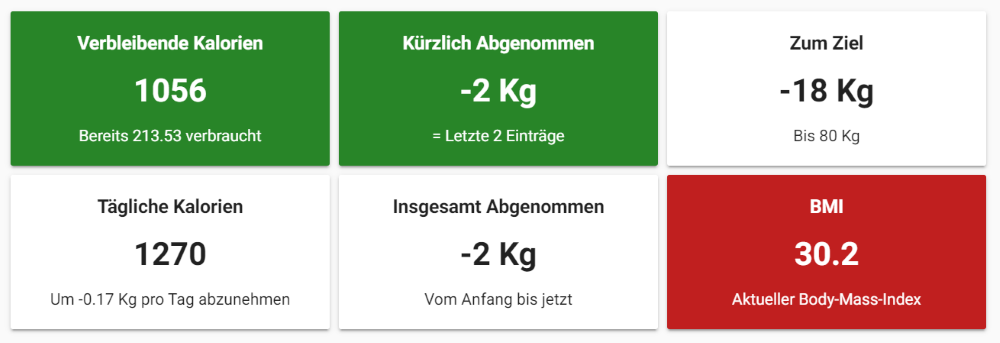 Verbleibende Kalorien
1056
Bereits 213.53 verbraucht
Kürzlich Abgenommen
-2 Kg
= Letzte 2 Einträge
Zum Ziel
-18 Kg
Bis 80 Kg
Tägliche Kalorien
1270
Um -0.17 Kg pro Tag abzunehmen
Insgesamt Abgenommen
-2 Kg
Vom Anfang bis jetzt
BMI
30.2
Aktueller Body-Mass-Index